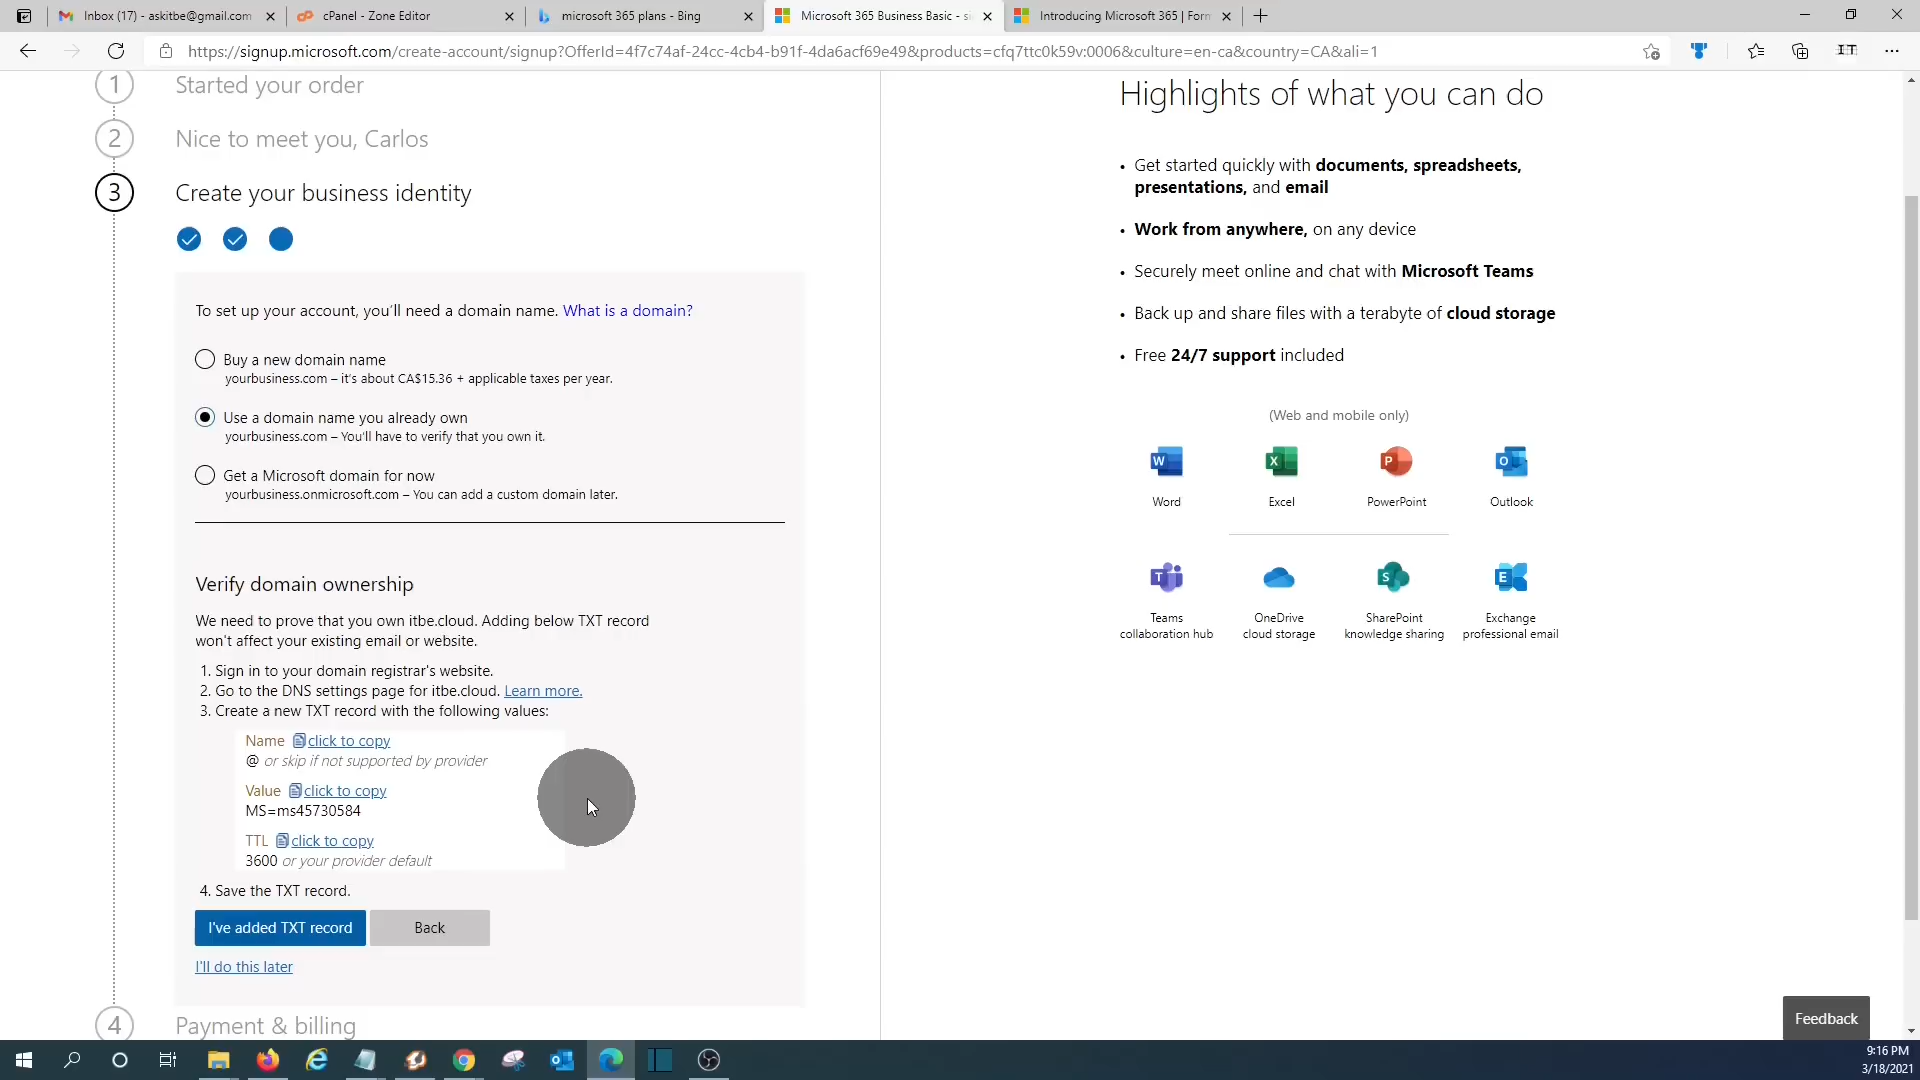 Inbox (17) - askitbe@gmail.com
cPanel - Zone Editor
microsoft 365 plans - Bing
Microsoft 365 Business Basic - si
Introducing Microsoft 365 | Form
https://signup.microsoft.com/create-account/signup?OfferId=4f7c74af-24cc-4cb4-b91f-4da6acf69e49&products=cfq7ttc0k59v:0006&culture=en-ca&country=CA&ali=1
1 Started your order
2 Nice to meet you, Carlos
3 Create your business identity
To set up your account, you'll need a domain name. What is a domain?
Buy a new domain name
yourbusiness.com – it's about CA$15.36 + applicable taxes per year.
Use a domain name you already own
yourbusiness.com – You'll have to verify that you own it.
Get a Microsoft domain for now
yourbusiness.onmicrosoft.com – You can add a custom domain later.
Verify domain ownership
We need to prove that you own itbe.cloud. Adding below TXT record
won't affect your existing email or website.
1. Sign in to your domain registrar's website.
2. Go to the DNS settings page for itbe.cloud. Learn more.
3. Create a new TXT record with the following values:
Name click to copy
@ or skip if not supported by provider
Value click to copy
MS=ms45730584
TTL click to copy
3600 or your provider default
4. Save the TXT record.
I've added TXT record
Back
I'll do this later
4 Payment & billing
Highlights of what you can do
• Get started quickly with documents, spreadsheets,
presentations, and email
• Work from anywhere, on any device
• Securely meet online and chat with Microsoft Teams
• Back up and share files with a terabyte of cloud storage
• Free 24/7 support included
(Web and mobile only)
Word
Excel
PowerPoint
Outlook
Teams
collaboration hub
OneDrive
cloud storage
SharePoint
knowledge sharing
Exchange
professional email
Feedback
9:16 PM
3/18/2021